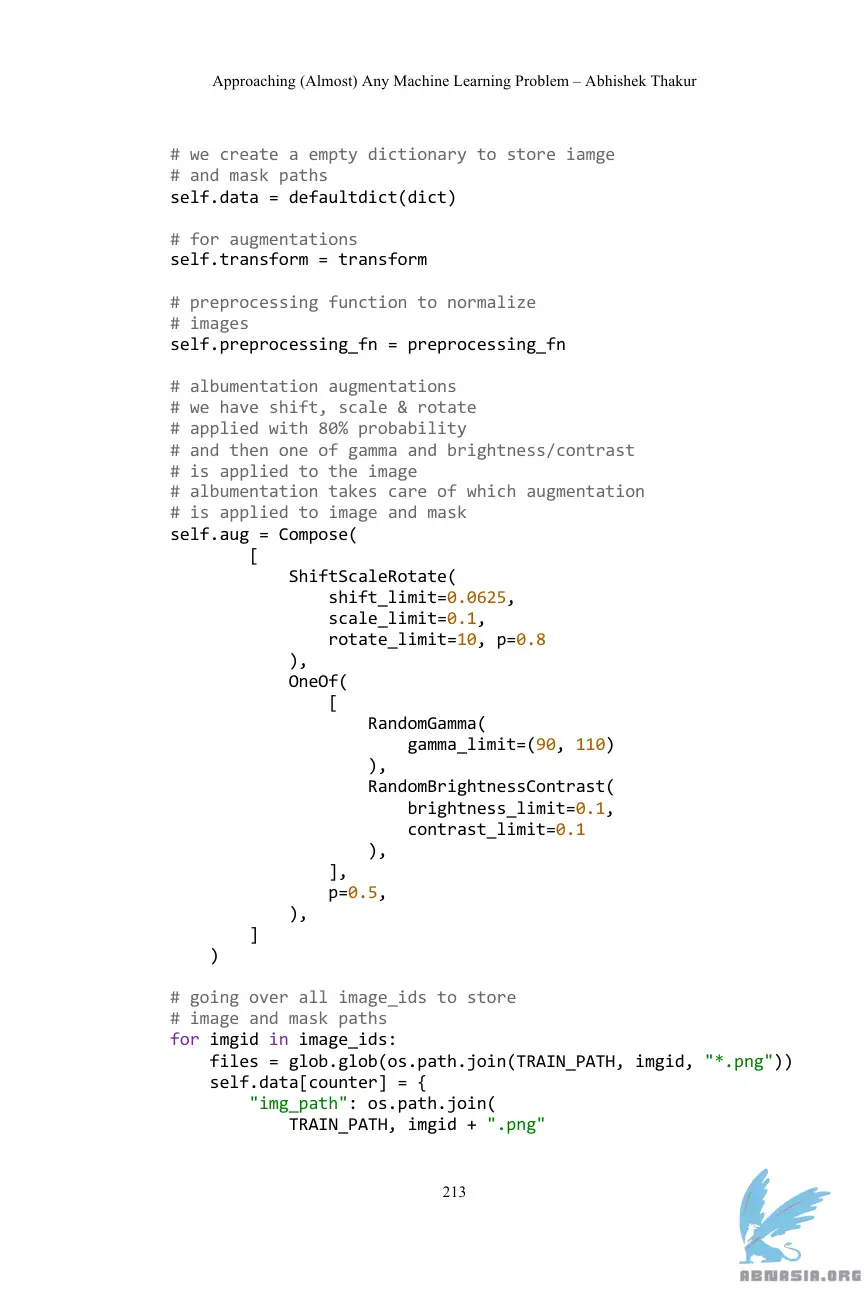 Approaching (Almost) Any Machine Learning Problem – Abhishek Thakur
# we create a empty dictionary to store iamge
# and mask paths
self.data = defaultdict(dict)
# for augmentations
self.transform = transform
# preprocessing function to normalize
# images
self.preprocessing_fn = preprocessing_fn
# albumentation augmentations
# we have shift, scale & rotate
# applied with 80% probability
# and then one of gamma and brightness/contrast
# is applied to the image
# albumentation takes care of which augmentation
# is applied to image and mask
self.aug = Compose(
[
ShiftScaleRotate(
shift_limit=0.0625,
scale_limit=0.1,
rotate_limit=10, p=0.8
),
OneOf(
[
RandomGamma(
gamma_limit=(90, 110)
),
RandomBrightnessContrast(
brightness_limit=0.1,
contrast_limit=0.1
),
],
p=0.5,
),
]
)
# going over all image_ids to store
# image and mask paths
for imgid in image_ids:
files = glob.glob(os.path.join(TRAIN_PATH, imgid, "*.png"))
self.data[counter] = {
"img_path": os.path.join(
TRAIN_PATH, imgid + ".png"
213
ABNASIA.ORG